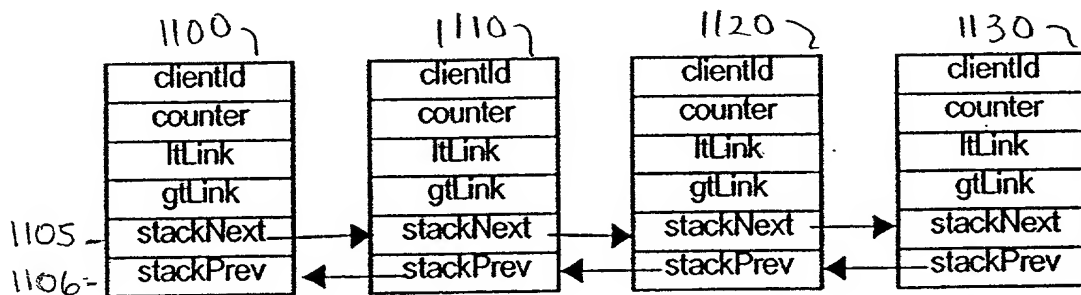 1100 1110 1120 1130
clientId clientId clientId clientId
counter counter counter counter
ltLink ltLink ltLink ltLink
gtLink gtLink gtLink gtLink
1105 stackNext stackNext stackNext stackNext
1106 stackPrev stackPrev stackPrev stackPrev